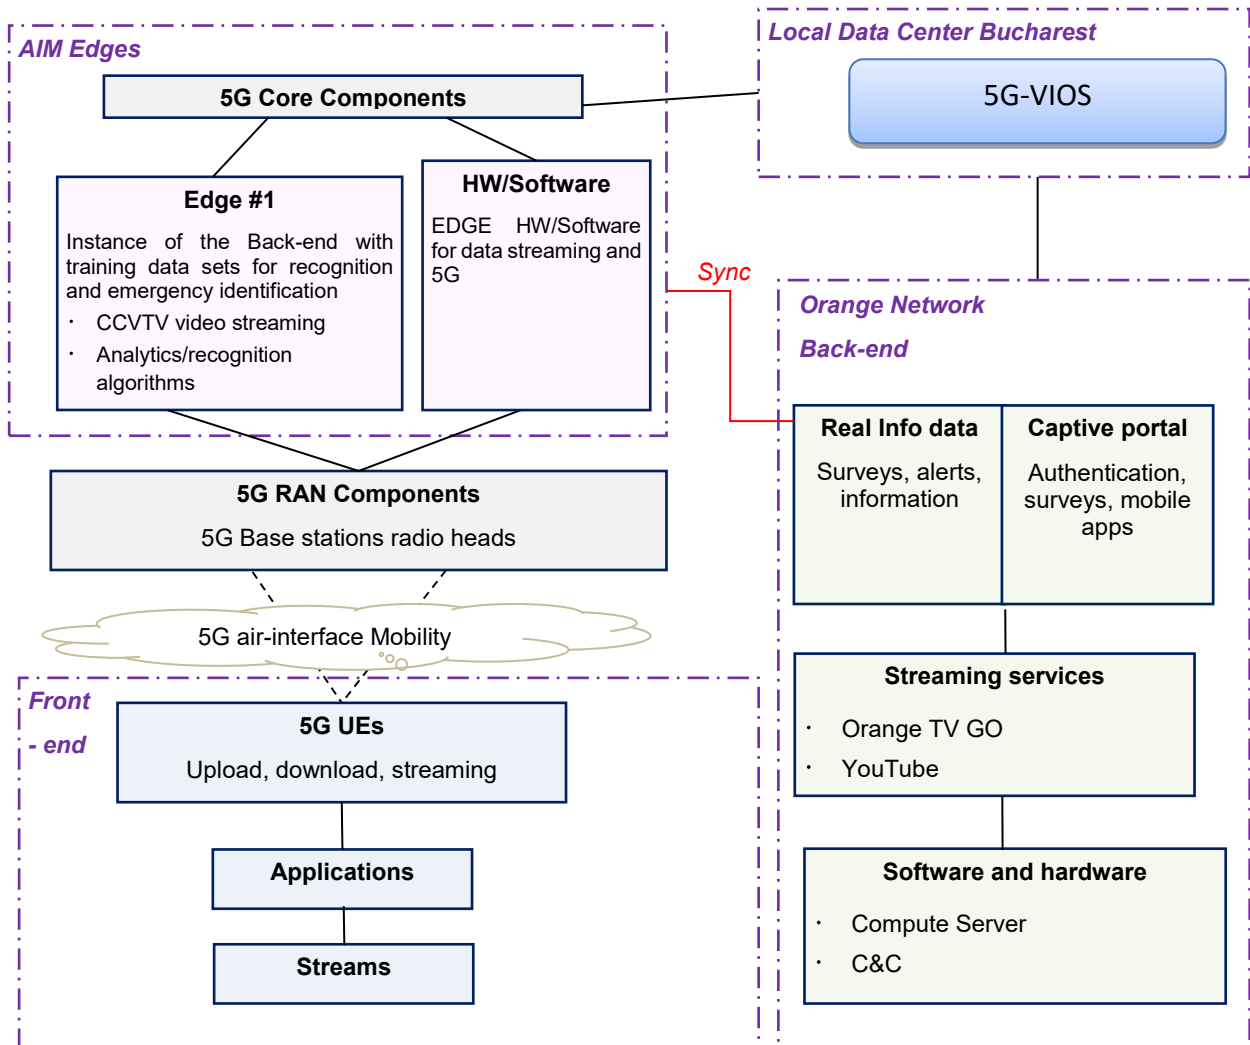 AIM Edges
5G Core Components
Edge #1
Instance of the Back-end with
training data sets for recognition
and emergency identification
· CCVTV video streaming
· Analytics/recognition
algorithms
HW/Software
EDGE HW/Software
for data streaming and
5G
5G RAN Components
5G Base stations radio heads
5G air-interface Mobility
Front
- end
5G UEs
Upload, download, streaming
Applications
Streams
Local Data Center Bucharest
5G-VIOS
Sync
Orange Network
Back-end
Real Info data
Surveys, alerts,
information
Captive portal
Authentication,
surveys, mobile
apps
Streaming services
· Orange TV GO
· YouTube
Software and hardware
· Compute Server
· C&C